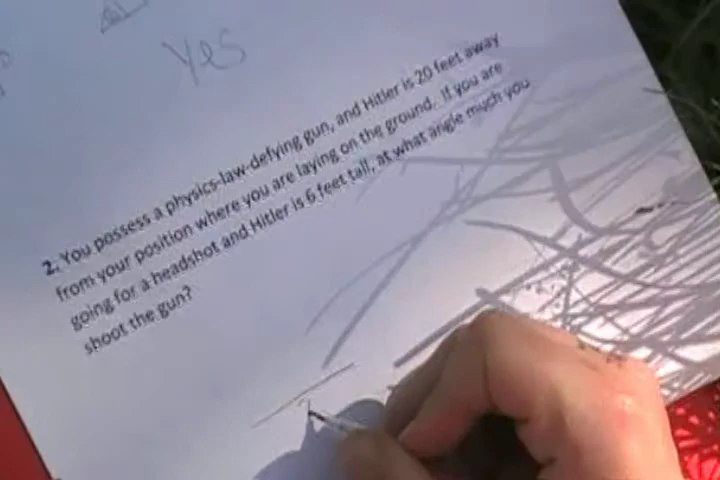 Yes
2. You possess a physics-law-defying gun, and Hitler is 20 feet away
from your position where you are laying on the ground. If you are
going for a headshot and Hitler is 6 feet tall, at what angle much you
shoot the gun?